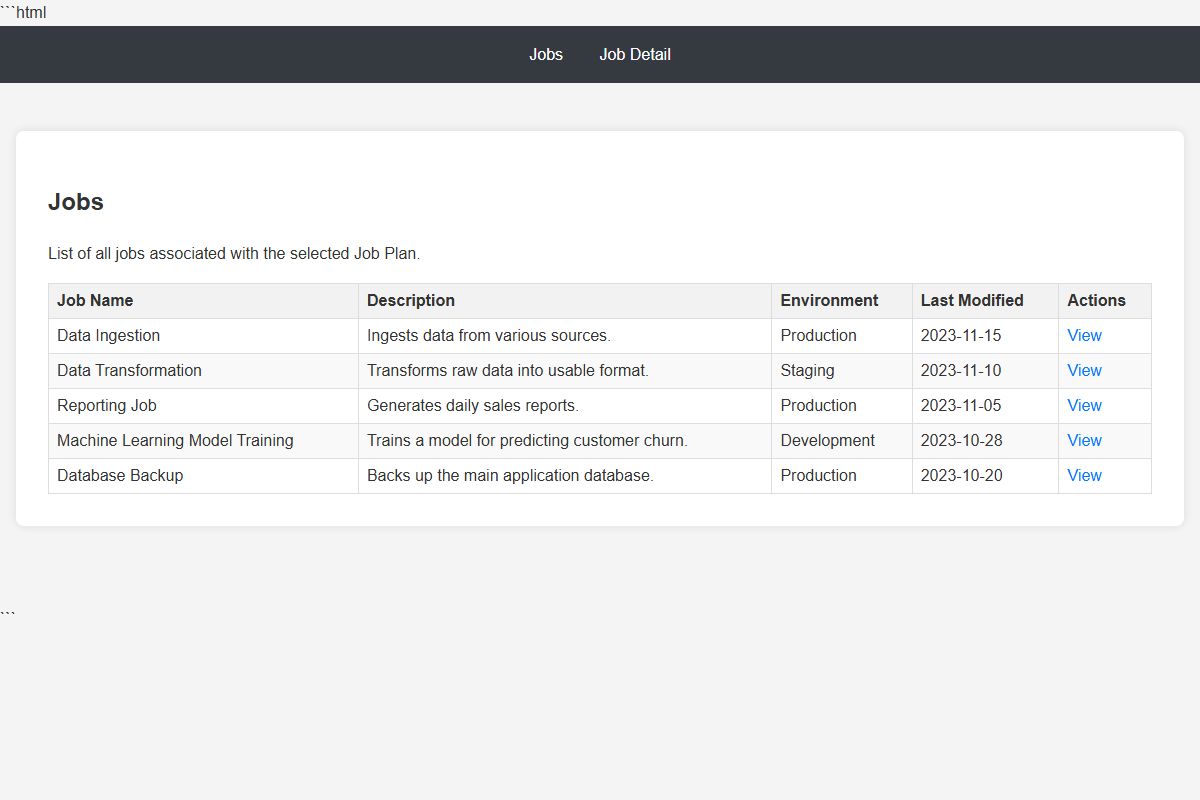 ```html
Jobs Job Detail
Jobs
List of all jobs associated with the selected Job Plan.
Job Name Description Environment Last Modified Actions
Data Ingestion Ingests data from various sources. Production 2023-11-15 View
Data Transformation Transforms raw data into usable format. Staging 2023-11-10 View
Reporting Job Generates daily sales reports. Production 2023-11-05 View
Machine Learning Model Training Trains a model for predicting customer churn. Development 2023-10-28 View
Database Backup Backs up the main application database. Production 2023-10-20 View
```